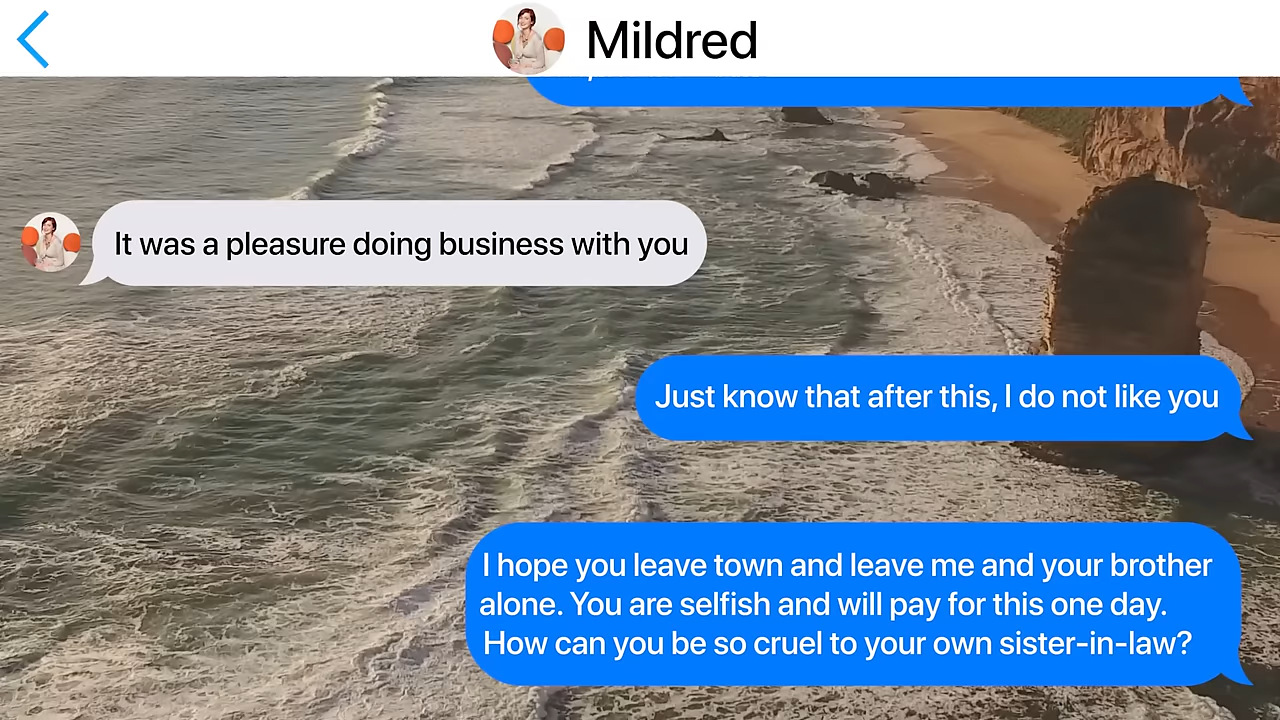 Mildred
It was a pleasure doing business with you
Just know that after this, I do not like you
I hope you leave town and leave me and your brother
alone. You are selfish and will pay for this one day.
How can you be so cruel to your own sister-in-law?